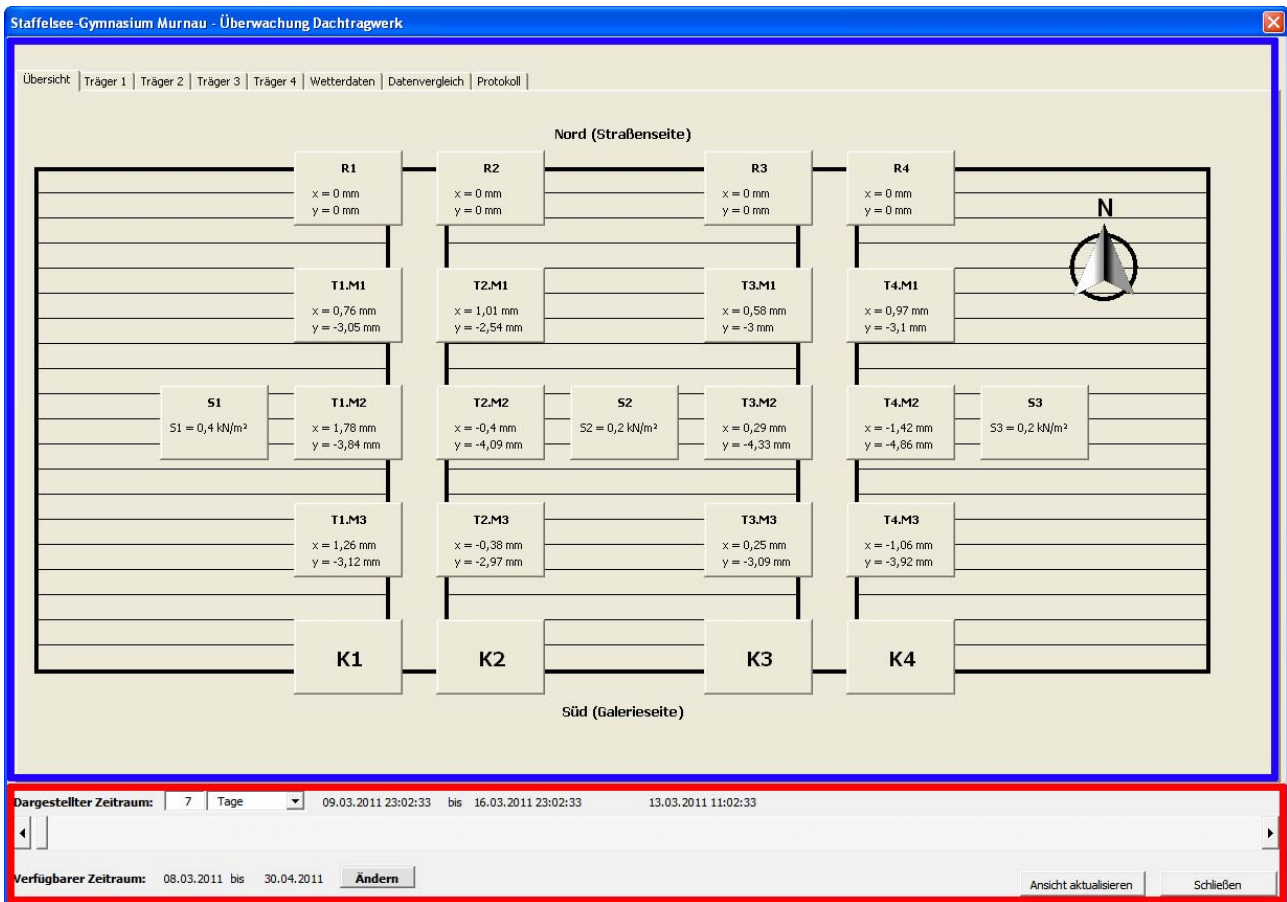 Staffelsee-Gymnasium Murnau - Überwachung Dachtragwerk
Übersicht Träger 1 Träger 2 Träger 3 Träger 4 Wetterdaten Datenvergleich Protokoll
Nord (Straßenseite)
R1 R2 R3 R4
x = 0 mm x = 0 mm x = 0 mm x = 0 mm
y = 0 mm y = 0 mm y = 0 mm y = 0 mm
N
T1.M1 T2.M1 T3.M1 T4.M1
x = 0,76 mm x = 1,01 mm x = 0,58 mm x = 0,97 mm
y = -3,05 mm y = -2,54 mm y = -3 mm y = -3,1 mm
S1 T1.M2 T2.M2 S2 T3.M2 T4.M2 S3
S1 = 0,4 kN/m² x = 1,78 mm x = -0,4 mm S2 = 0,2 kN/m² x = 0,29 mm x = -1,42 mm S3 = 0,2 kN/m²
y = -3,84 mm y = -4,09 mm y = -4,33 mm y = -4,86 mm
T1.M3 T2.M3 T3.M3 T4.M3
x = 1,26 mm x = -0,38 mm x = 0,25 mm x = -1,06 mm
y = -3,12 mm y = -2,97 mm y = -3,09 mm y = -3,92 mm
K1 K2 K3 K4
Süd (Galerieseite)
Dargestellter Zeitraum: 7 Tage 09.03.2011 23:02:33 bis 16.03.2011 23:02:33 13.03.2011 11:02:33
Verfügbarer Zeitraum: 08.03.2011 bis 30.04.2011 Ändern
Ansicht aktualisieren Schließen